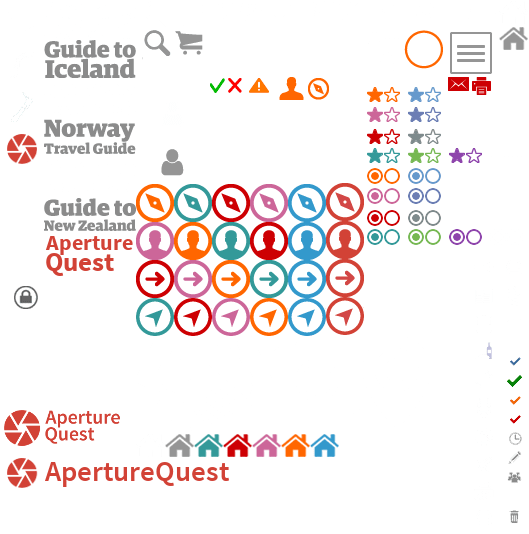 Guide to
Iceland
Norway
Travel Guide
Guide to
New Zealand
Aperture
Quest
Aperture
Quest
ApertureQuest